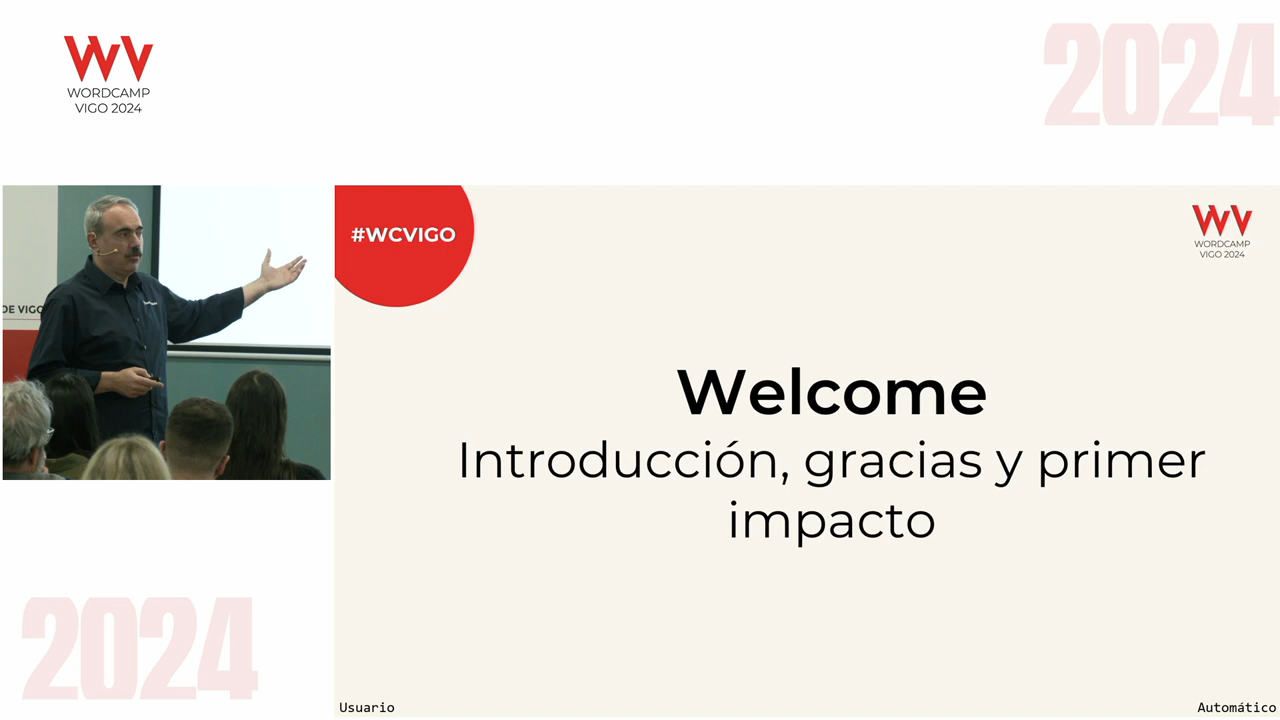 WORDCAMP
VIGO 2024
2024
DE VIGO
#WCVIGO
WORDCAMP
VIGO 2024
Welcome
Introducción, gracias y primer
impacto
2024
Usuario
Automático